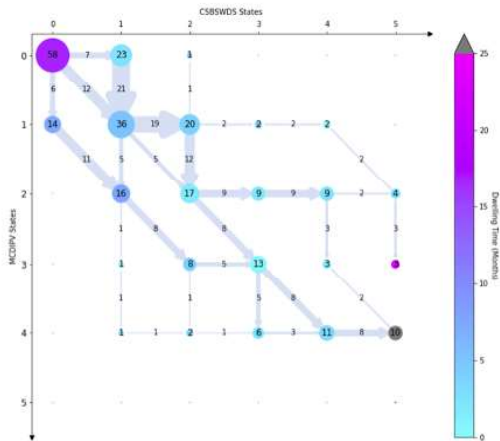 CSBSWDS States
0 1 2 3 4 5
0 58 7 23 1
6 12 21 1
1 14 36 19 20 2 2 2 2
11 5 5 12 2
2 16 17 9 9 9 9 2 4
1 8 8 3 3
3 1 8 5 13 3 3
1 1 5 8 2
4 1 1 2 1 6 3 11 8 10
5
MCDIPV States
25
20
15
10
5
0
Dwelling Time (Months)